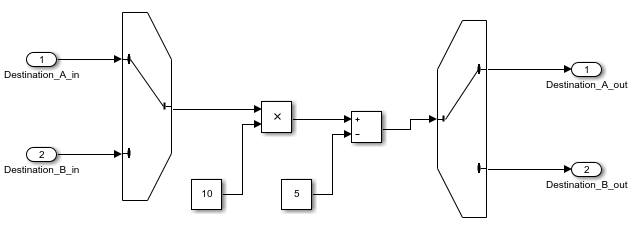 1
Destination_A_in
2
Destination_B_in
×
10
+
−
5
1
Destination_A_out
2
Destination_B_out